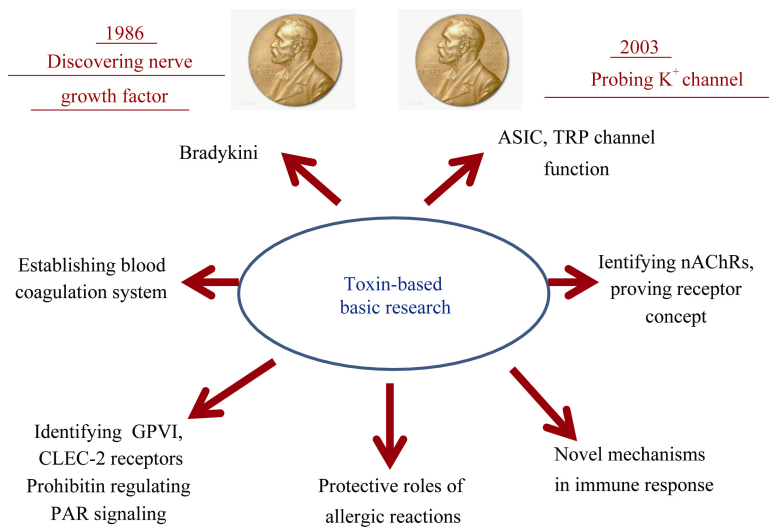 1986
Discovering nerve
growth factor
2003
Probing K⁺ channel
Bradykini
ASIC, TRP channel
function
Establishing blood
coagulation system
Toxin-based
basic research
Ientifying nAChRs,
proving receptor
concept
Identifying GPVI,
CLEC-2 receptors
Prohibitin regulating
PAR signaling
Protective roles of
allergic reactions
Novel mechanisms
in immune response